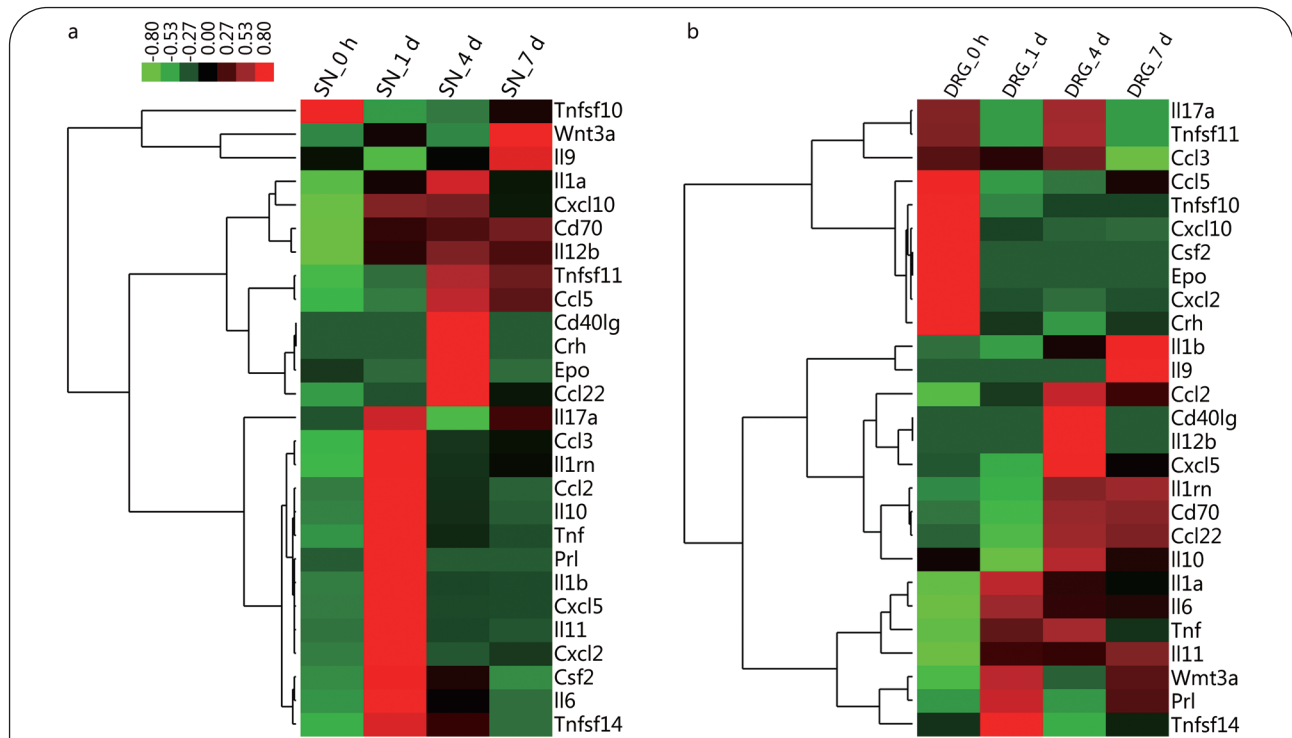 a
-0.80
-0.53
-0.27
0.00
0.27
0.53
0.80
SN_0 h
SN_1 d
SN_4 d
SN_7 d
Tnfsf10
Wnt3a
Il9
Il1a
Cxcl10
Cd70
Il12b
Tnfsf11
Ccl5
Cd40lg
Crh
Epo
Ccl22
Il17a
Ccl3
Il1rn
Ccl2
Il10
Tnf
Prl
Il1b
Cxcl5
Il11
Cxcl2
Csf2
Il6
Tnfsf14
b
DRG_0 h
DRG_1 d
DRG_4 d
DRG_7 d
Il17a
Tnfsf11
Ccl3
Ccl5
Tnfsf10
Cxcl10
Csf2
Epo
Cxcl2
Crh
Il1b
Il9
Ccl2
Cd40lg
Il12b
Cxcl5
Il1rn
Cd70
Ccl22
Il10
Il1a
Il6
Tnf
Il11
Wmt3a
Prl
Tnfsf14